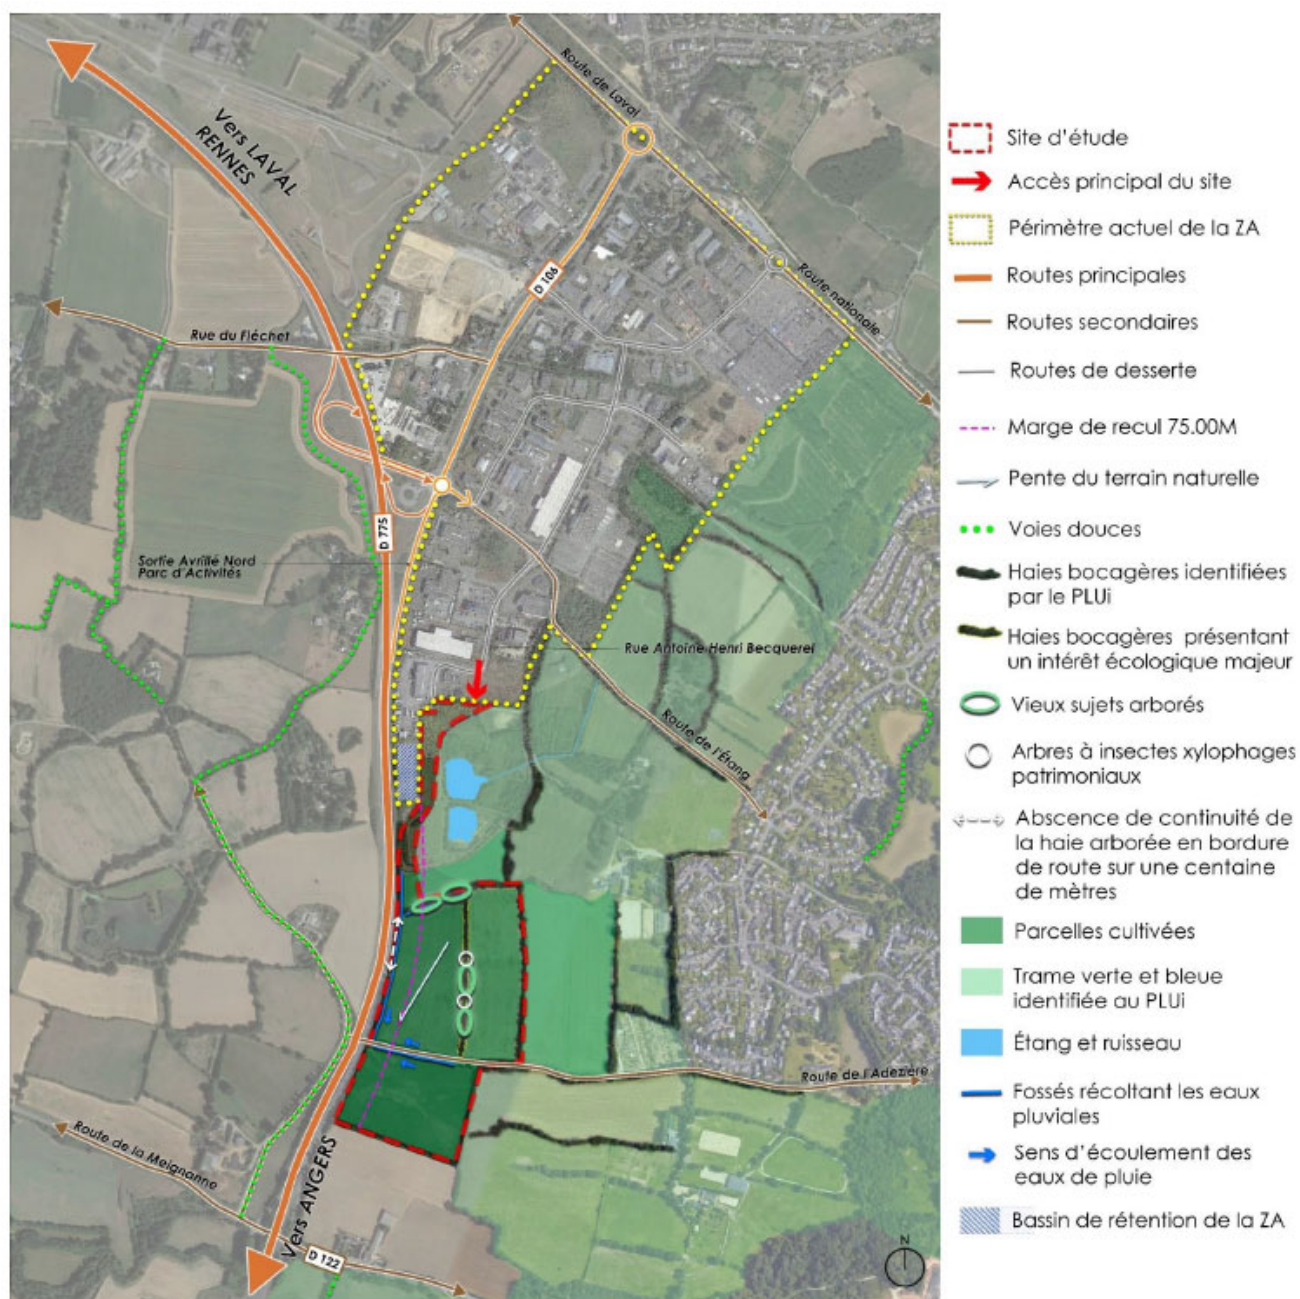 Route de Laval
Vers LAVAL
RENNES
D 106
Route nationale
Rue du Fléchet
D 775
Sortie Avrillé Nord
Parc d'Activités
Rue Antoine Henri Becquerel
Route de l'Étang
Route de l'Adezière
Route de la Meignanne
Vers ANGERS
D 122
N
Site d'étude
Accès principal du site
Périmètre actuel de la ZA
Routes principales
Routes secondaires
Routes de desserte
Marge de recul 75.00M
Pente du terrain naturelle
Voies douces
Haies bocagères identifiées
par le PLUi
Haies bocagères présentant
un intérêt écologique majeur
Vieux sujets arborés
Arbres à insectes xylophages
patrimoniaux
Abscence de continuité de
la haie arborée en bordure
de route sur une centaine
de mètres
Parcelles cultivées
Trame verte et bleue
identifiée au PLUi
Étang et ruisseau
Fossés récoltant les eaux
pluviales
Sens d'écoulement des
eaux de pluie
Bassin de rétention de la ZA